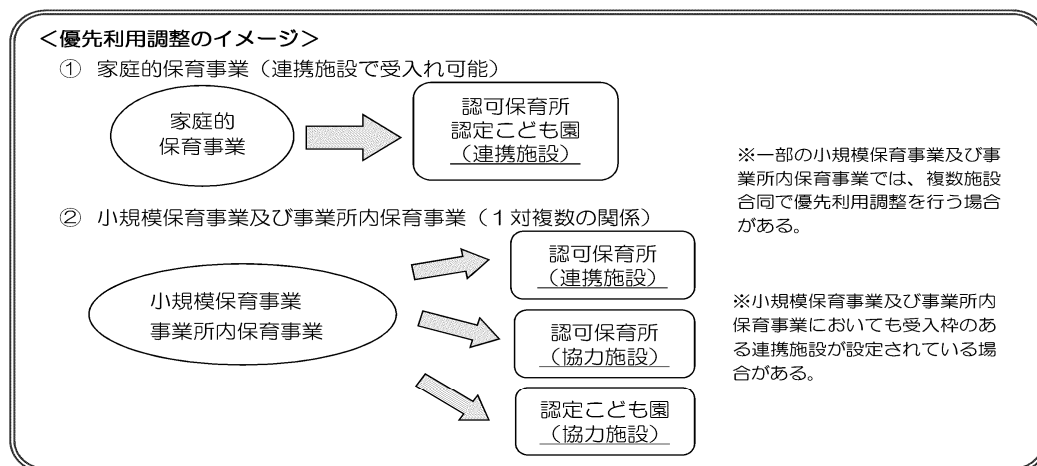 ＜優先利用調整のイメージ＞
① 家庭的保育事業（連携施設で受入れ可能）
家庭的
保育事業
認可保育所
認定こども園
（連携施設）
※一部の小規模保育事業及び事
業所内保育事業では、複数施設
合同で優先利用調整を行う場合
がある。
② 小規模保育事業及び事業所内保育事業（１対複数の関係）
小規模保育事業
事業所内保育事業
認可保育所
（連携施設）
認可保育所
（協力施設）
認定こども園
（協力施設）
※小規模保育事業及び事業所内
保育事業においても受入枠のあ
る連携施設が設定されている場
合がある。